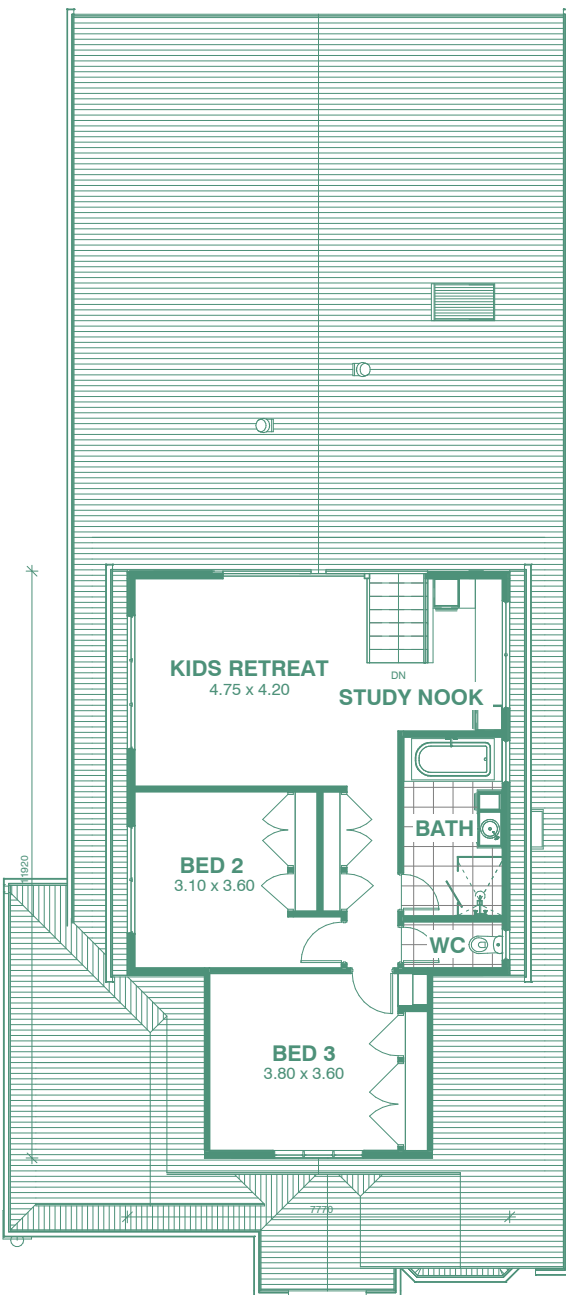 KIDS RETREAT
4.75 x 4.20
DN
STUDY NOOK
BATH
BED 2
3.10 x 3.60
11920
WC
BED 3
3.80 x 3.60
7770